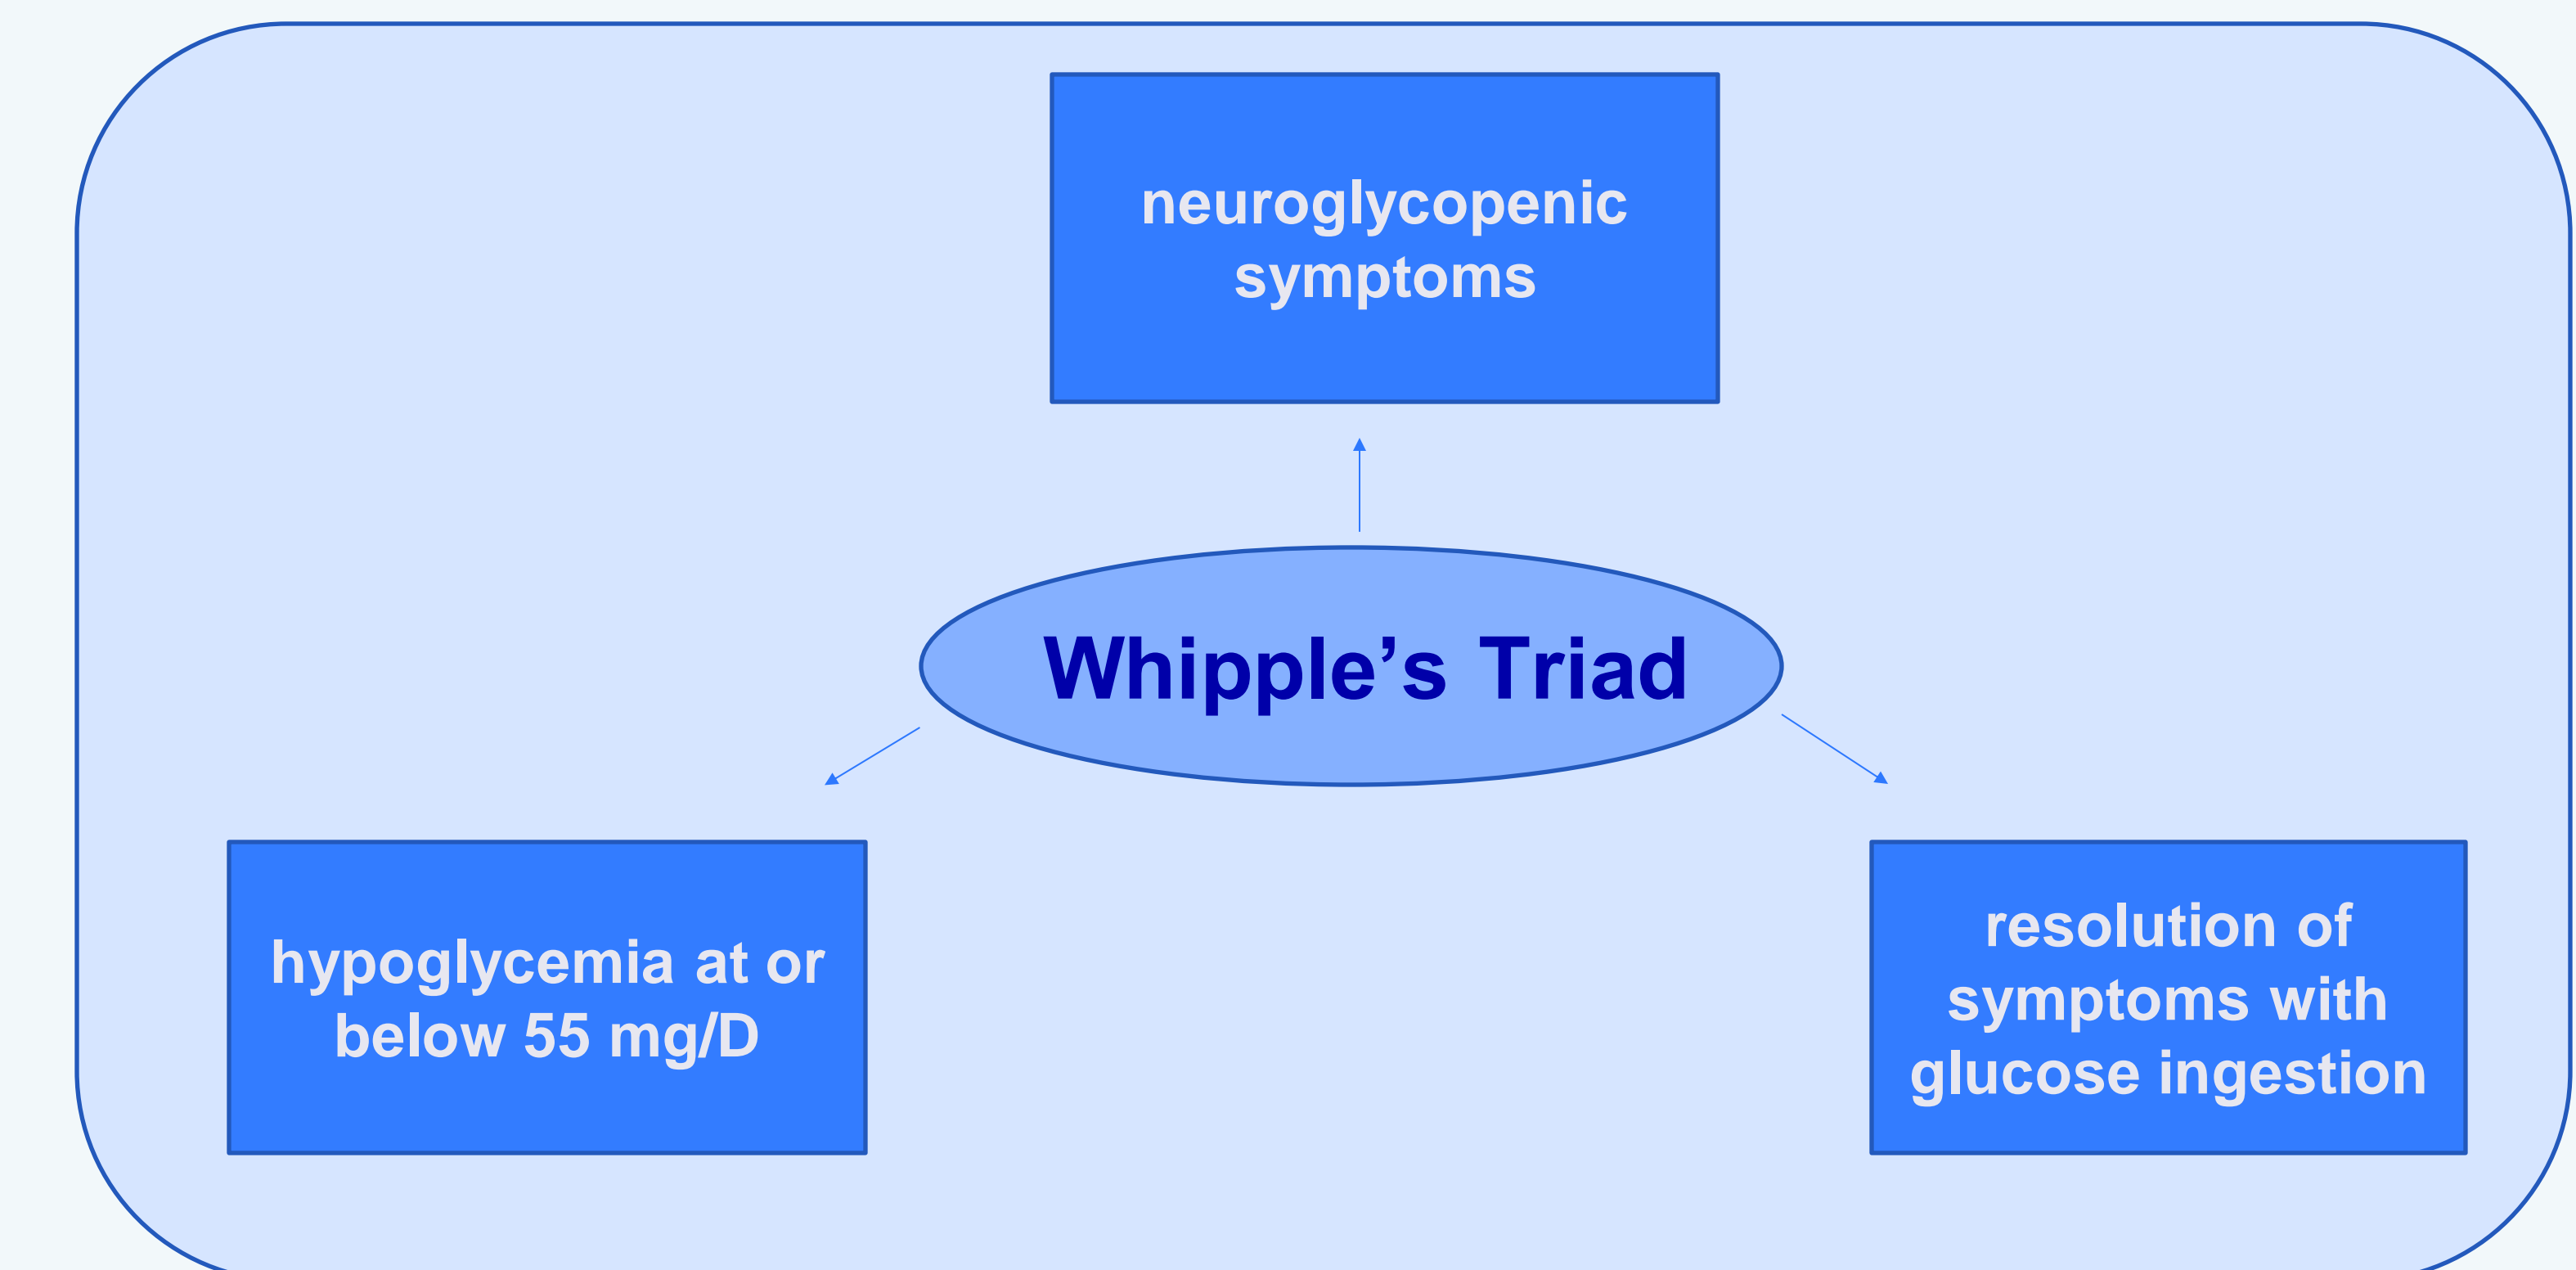 neuroglycopenic
symptoms
Whipple’s Triad
hypoglycemia at or
below 55 mg/D
resolution of
symptoms with
glucose ingestion